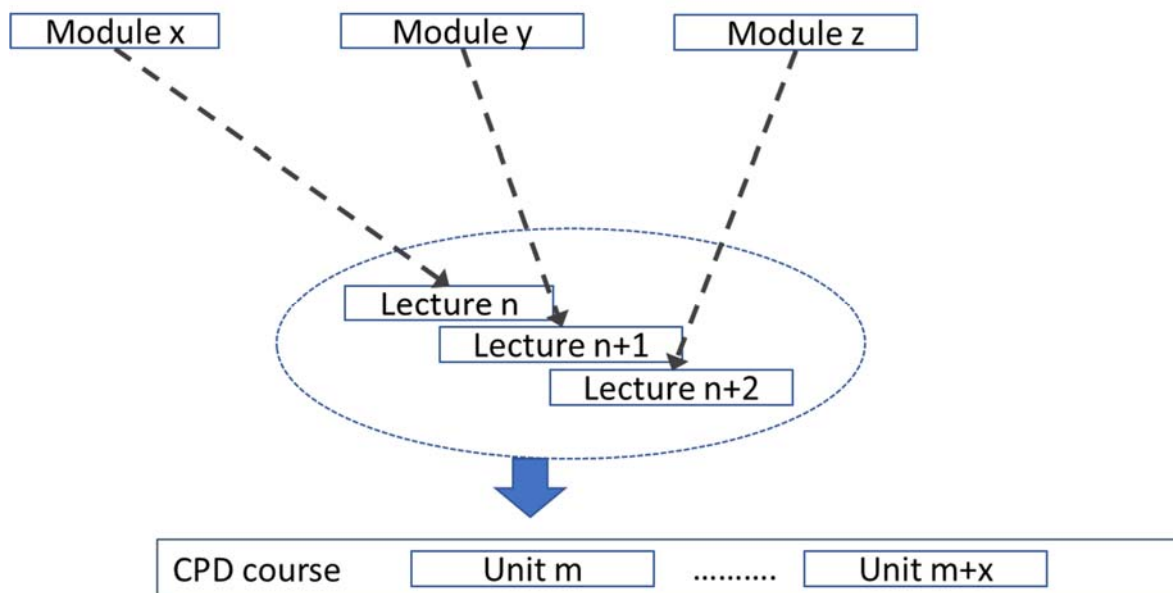 Module x
Module y
Module z
Lecture n
Lecture n+1
Lecture n+2
CPD course
Unit m
..........
Unit m+x